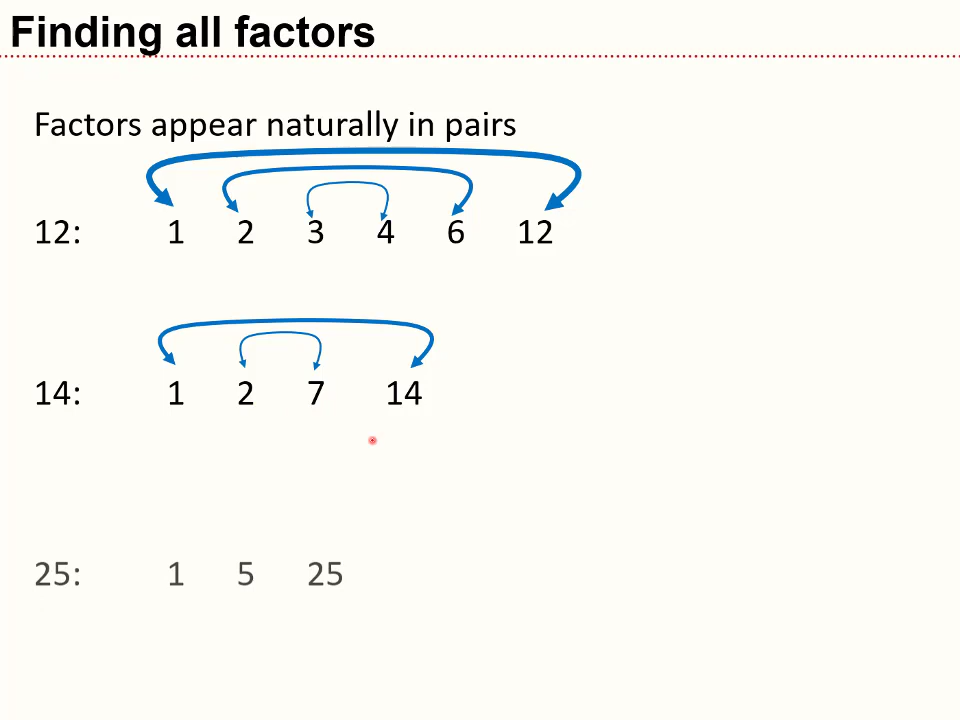 Finding all factors
Factors appear naturally in pairs
12: 1 2 3 4 6 12
14: 1 2 7 14
25: 1 5 25